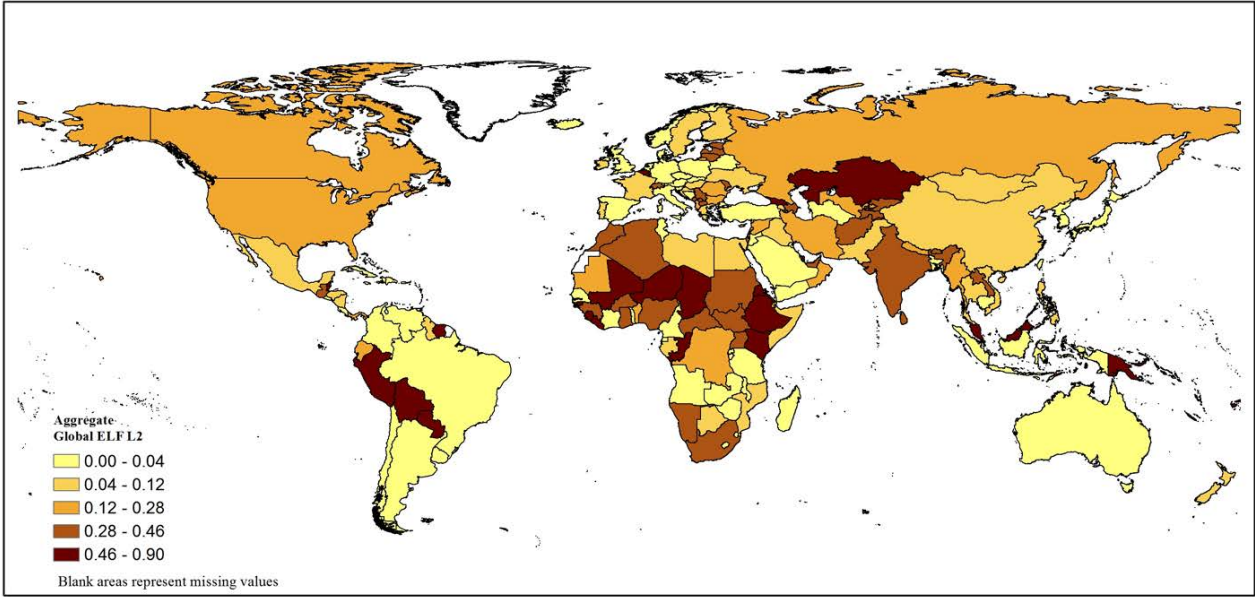 Aggregate
Global ELF L2
0.00 - 0.04
0.04 - 0.12
0.12 - 0.28
0.28 - 0.46
0.46 - 0.90
Blank areas represent missing values